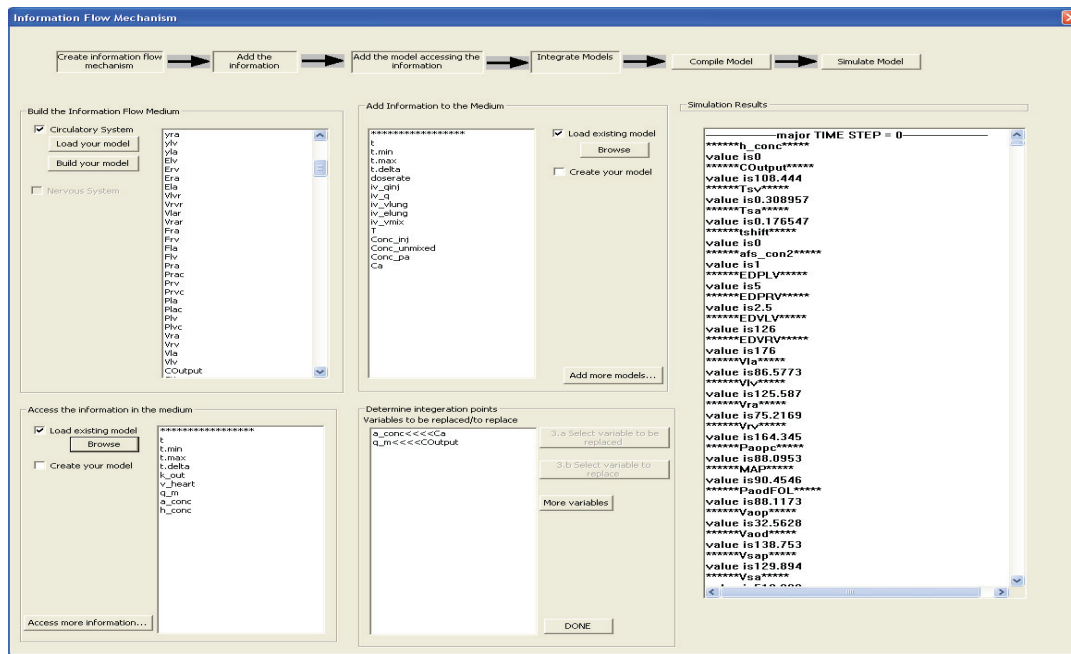 Information Flow Mechanism
Create information flow
mechanism
Add the
information
Add the model accessing the
information
Integrate Models
Compile Model
Simulate Model
Build the Information Flow Medium
Circulatory System
Load your model
Build your model
Nervous System
yra
ylv
yla
Elv
Erv
Era
Ela
Vlvr
Vrvr
Vlar
Vrar
Fra
Frv
Fla
Flv
Pra
Prac
Prv
Prvc
Pla
Plac
Plv
Plvc
Vra
Vrv
Vla
Vlv
COutput
Add Information to the Medium
*****************
t
t.min
t.max
t.delta
doserate
iv_qinj
iv_q
iv_vlung
iv_elung
iv_vmix
T
Conc_inj
Conc_unmixed
Conc_pa
Ca
Load existing model
Browse
Create your model
Add more models...
Access the information in the medium
Load existing model
Browse
Create your model
*****************
t
t.min
t.max
t.delta
k_out
v_heart
q_m
a_conc
h_conc
Access more information...
Determine integeration points
Variables to be replaced/to replace
a_conc<<<<Ca
q_m<<<<COutput
3.a Select variable to be
replaced
3.b Select variable to
replace
More variables
DONE
Simulation Results
—————major TIME STEP = 0—————
******h_conc*****
value is0
******COutput*****
value is108.444
******Tsv*****
value is0.308957
******Tsa*****
value is0.176547
******tshift*****
value is0
******afs_con2*****
value is1
******EDPLV*****
value is5
******EDPRV*****
value is2.5
******EDVLV*****
value is126
******EDVRV*****
value is176
******Vla*****
value is86.5773
******Vlv*****
value is125.587
******Vra*****
value is75.2169
******Vrv*****
value is164.345
******Paopc*****
value is88.0953
******MAP*****
value is90.4546
******PaodFOL*****
value is88.1173
******Vaop*****
value is32.5628
******Vaod*****
value is138.753
******Vsap*****
value is129.894
******Vsa*****